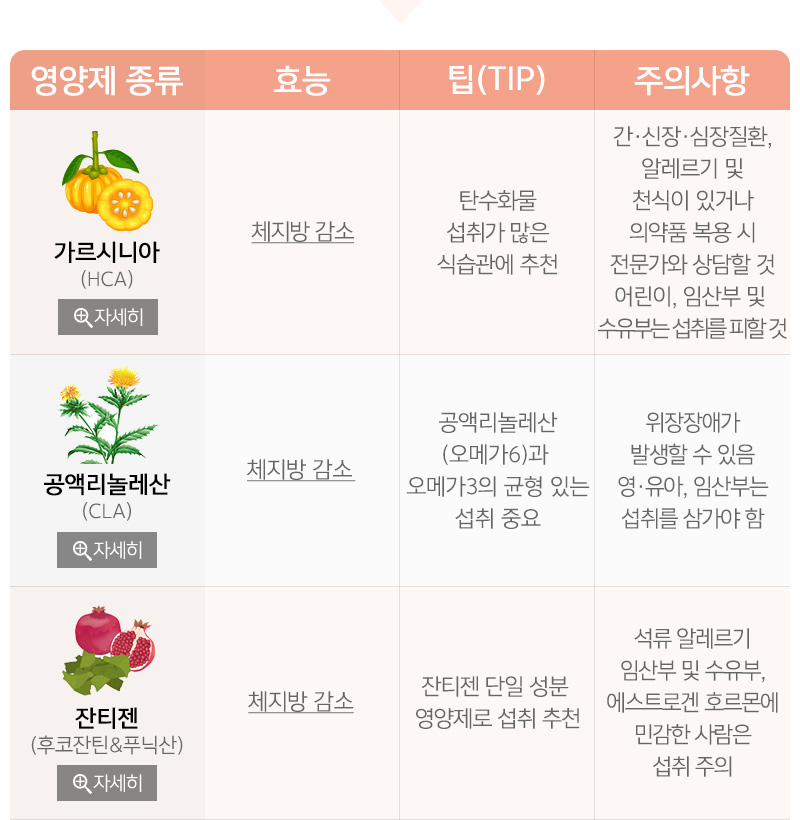 영양제 종류
효능
팁(TIP)
주의사항
가르시니아
(HCA)
자세히
체지방 감소
탄수화물
섭취가 많은
식습관에 추천
간·신장·심장질환,
알레르기 및
천식이 있거나
의약품 복용 시
전문가와 상담할 것
어린이, 임산부 및
수유부는 섭취를 피할 것
공액리놀레산
(CLA)
자세히
체지방 감소
공액리놀레산
(오메가6)과
오메가3의 균형 있는
섭취 중요
위장장애가
발생할 수 있음
영·유아, 임산부는
섭취를 삼가야 함
잔티젠
(후코잔틴&푸닉산)
자세히
체지방 감소
잔티젠 단일 성분
영양제로 섭취 추천
석류 알레르기
임산부 및 수유부,
에스트로겐 호르몬에
민감한 사람은
섭취 주의